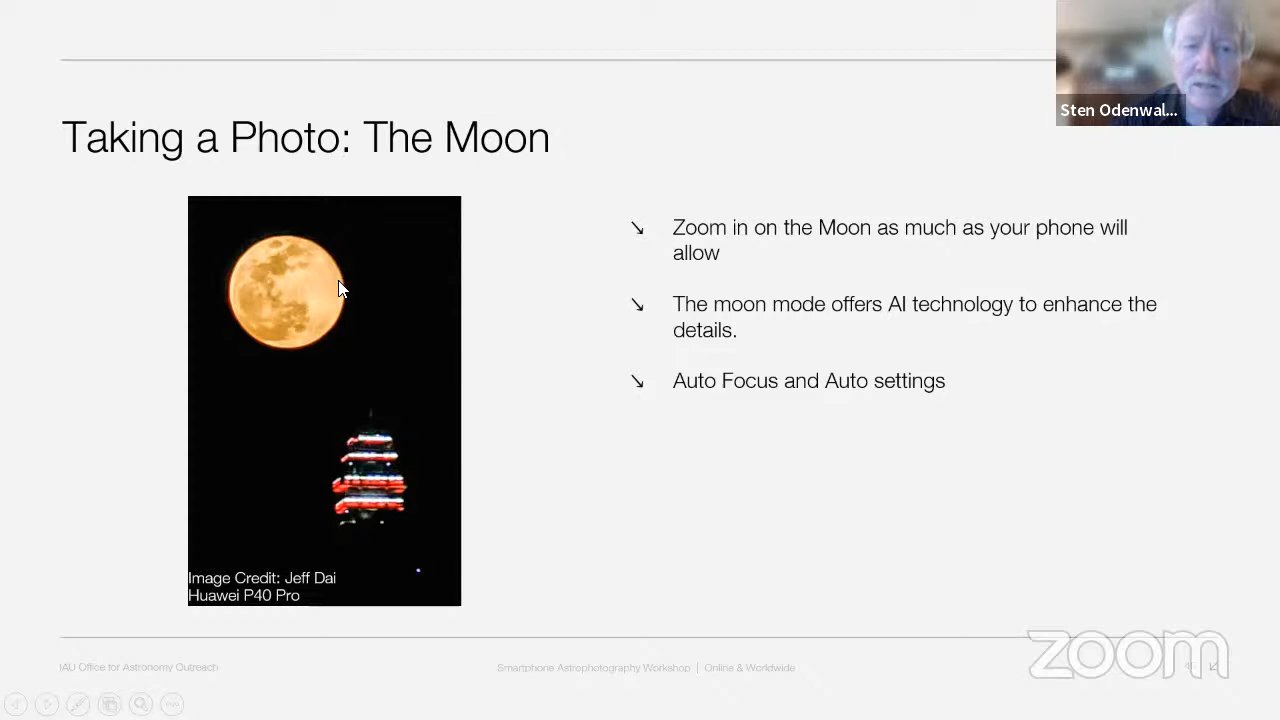 Sten Odenwal...
Taking a Photo: The Moon
Zoom in on the Moon as much as your phone will
allow
The moon mode offers AI technology to enhance the
details.
Auto Focus and Auto settings
Image Credit: Jeff Dai
Huawei P40 Pro
IAU Office for Astronomy Outreach
Smartphone Astrophotography Workshop | Online & Worldwide
zoom